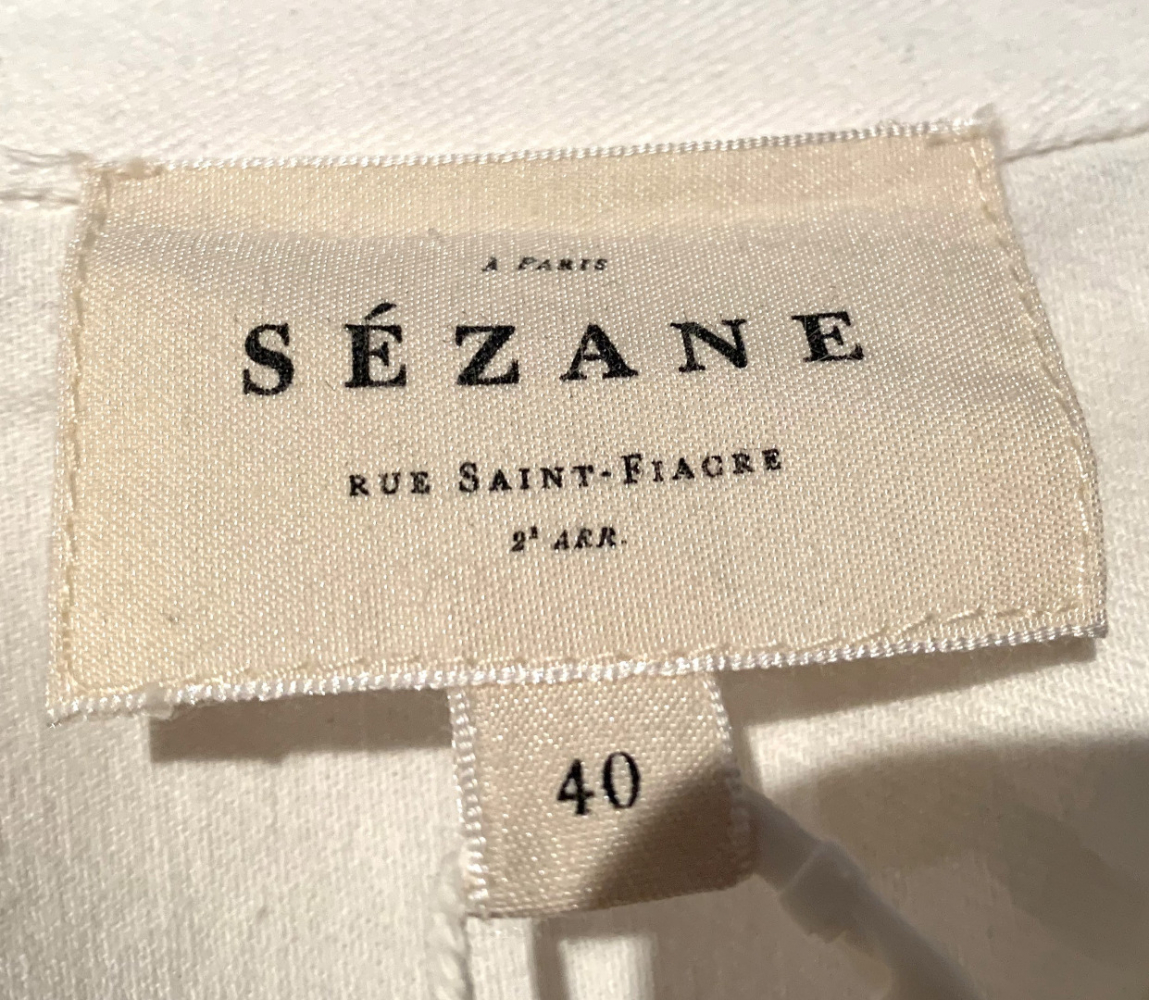 À PARIS
SÉZANE
RUE SAINT-FIACRE
2ᵉ ARR.
40